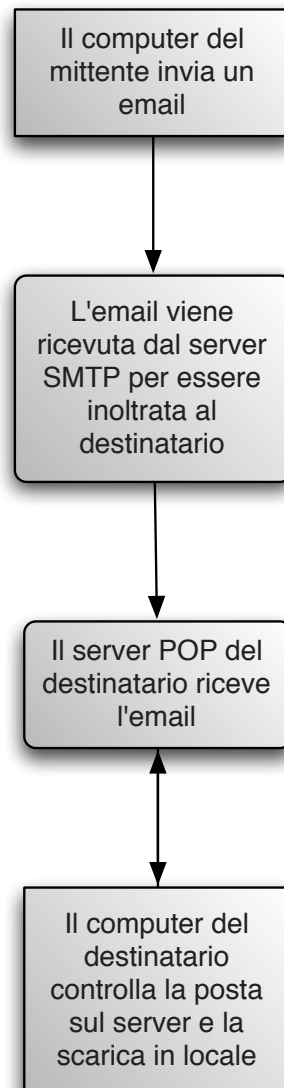 Il computer del
mittente invia un
email
L'email viene
ricevuta dal server
SMTP per essere
inoltrata al
destinatario
Il server POP del
destinatario riceve
l'email
Il computer del
destinatario
controlla la posta
sul server e la
scarica in locale